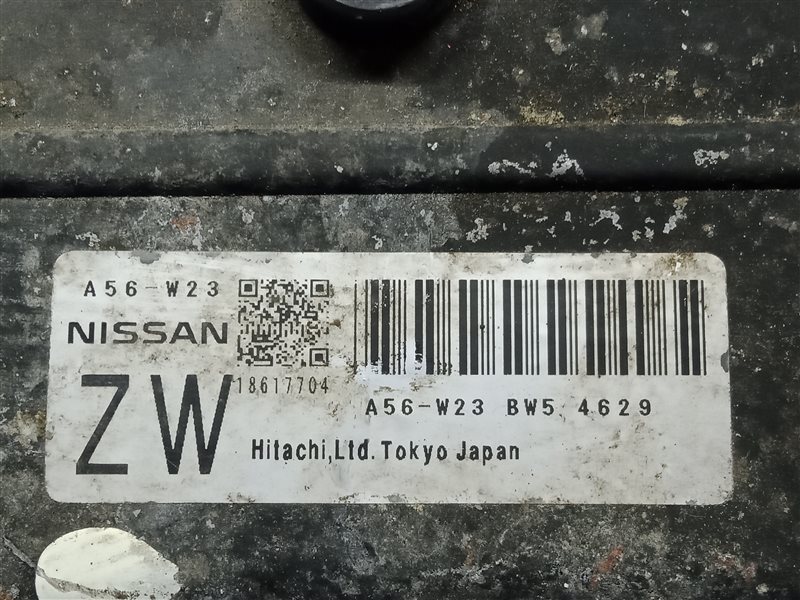 A56-W23
NISSAN
18617704
ZW
A56-W23 BW5 4629
Hitachi,Ltd. Tokyo Japan